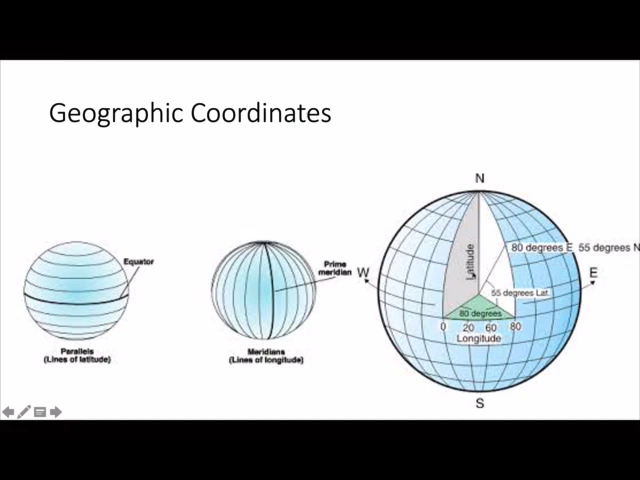 Geographic Coordinates
Equator
Parallels
(Lines of latitude)
Prime
meridian
Meridians
(Lines of longitude)
N
W
E
S
Latitude
80 degrees E 55 degrees N
55 degrees Lat.
80 degrees
0 20 60 80
Longitude